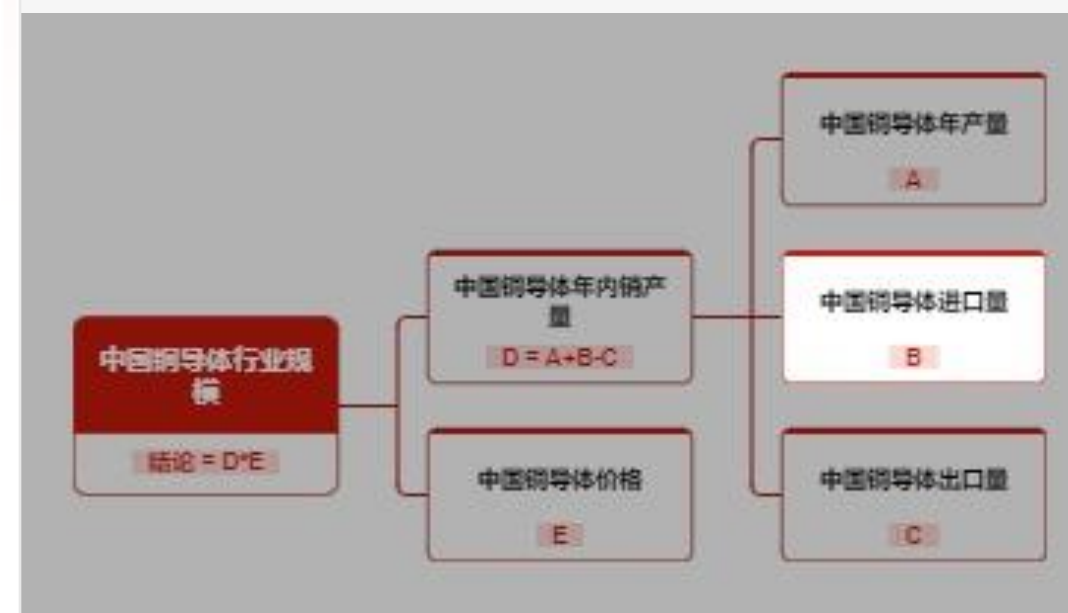 中国铜导体年产量
A
中国铜导体年内销产
量
D = A+B-C
中国铜导体进口量
B
中国铜导体行业规
模
结论 = D*E
中国铜导体价格
E
中国铜导体出口量
C